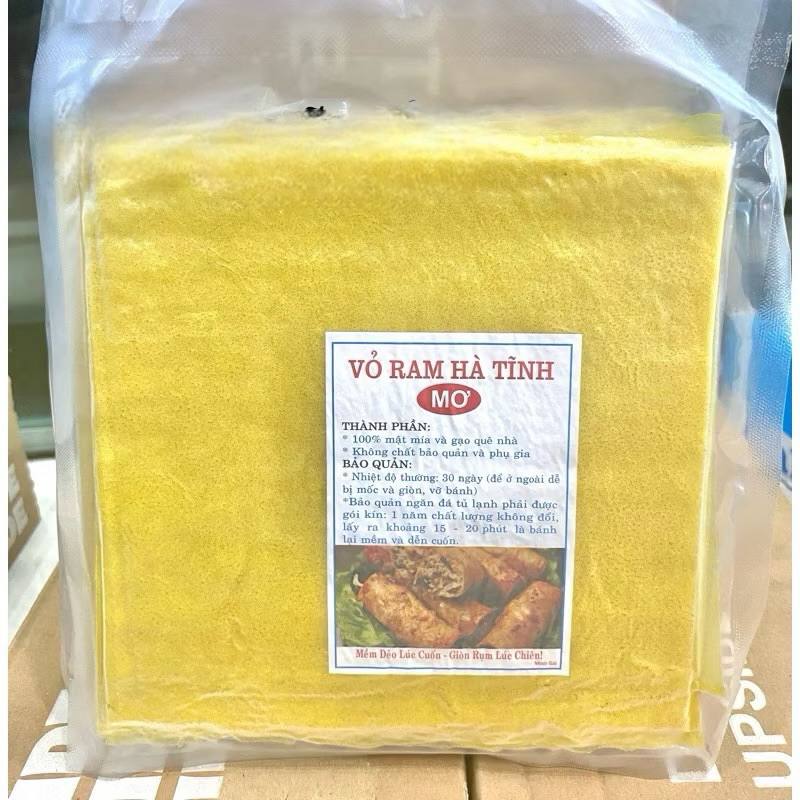 VỎ RAM HÀ TĨNH
MƠ
THÀNH PHẦN:
* 100% mật mía và gạo quê nhà
* Không chất bảo quản và phụ gia
BẢO QUẢN:
* Nhiệt độ thường: 30 ngày (để ở ngoài dễ
bị mốc và giòn, vỡ bánh)
*Bảo quản ngăn đá tủ lạnh phải được
gói kín: 1 năm chất lượng không đổi,
lấy ra khoảng 15 - 20 phút là bánh
lại mềm và dễn cuốn.
Mềm Dẻo Lúc Cuốn - Giòn Rụm Lúc Chiên!